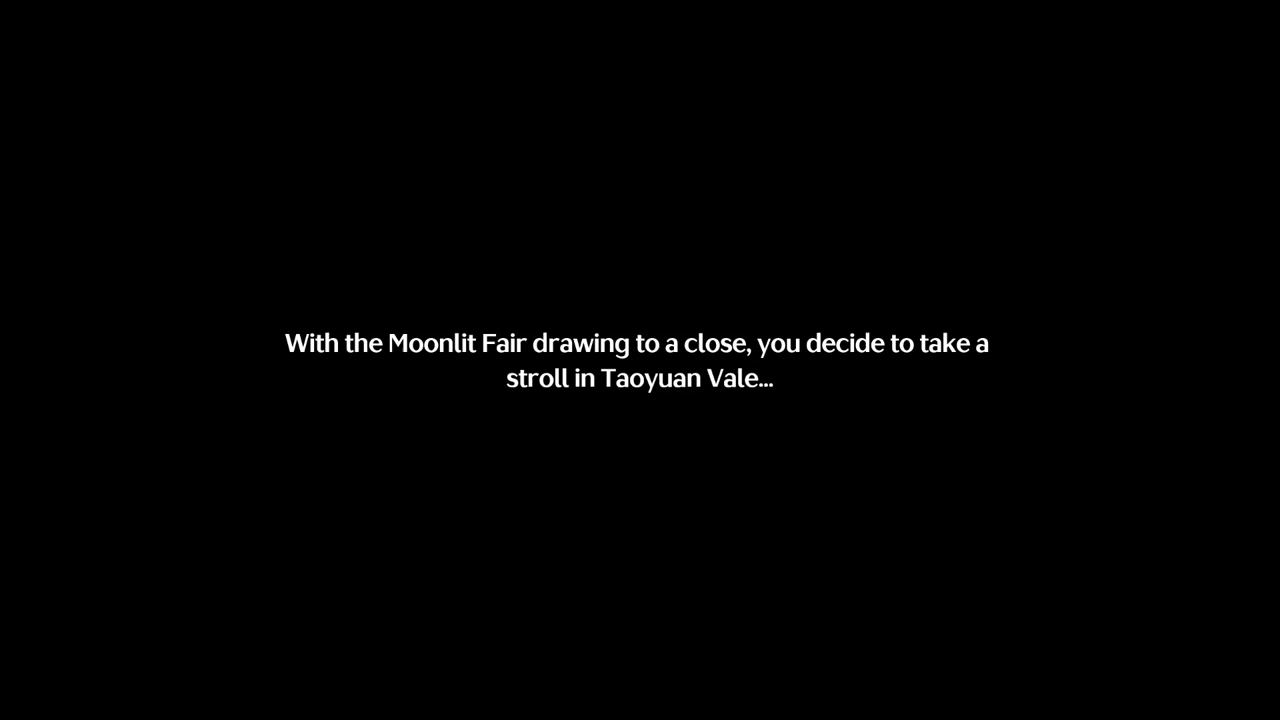 With the Moonlit Fair drawing to a close, you decide to take a
stroll in Taoyuan Vale...